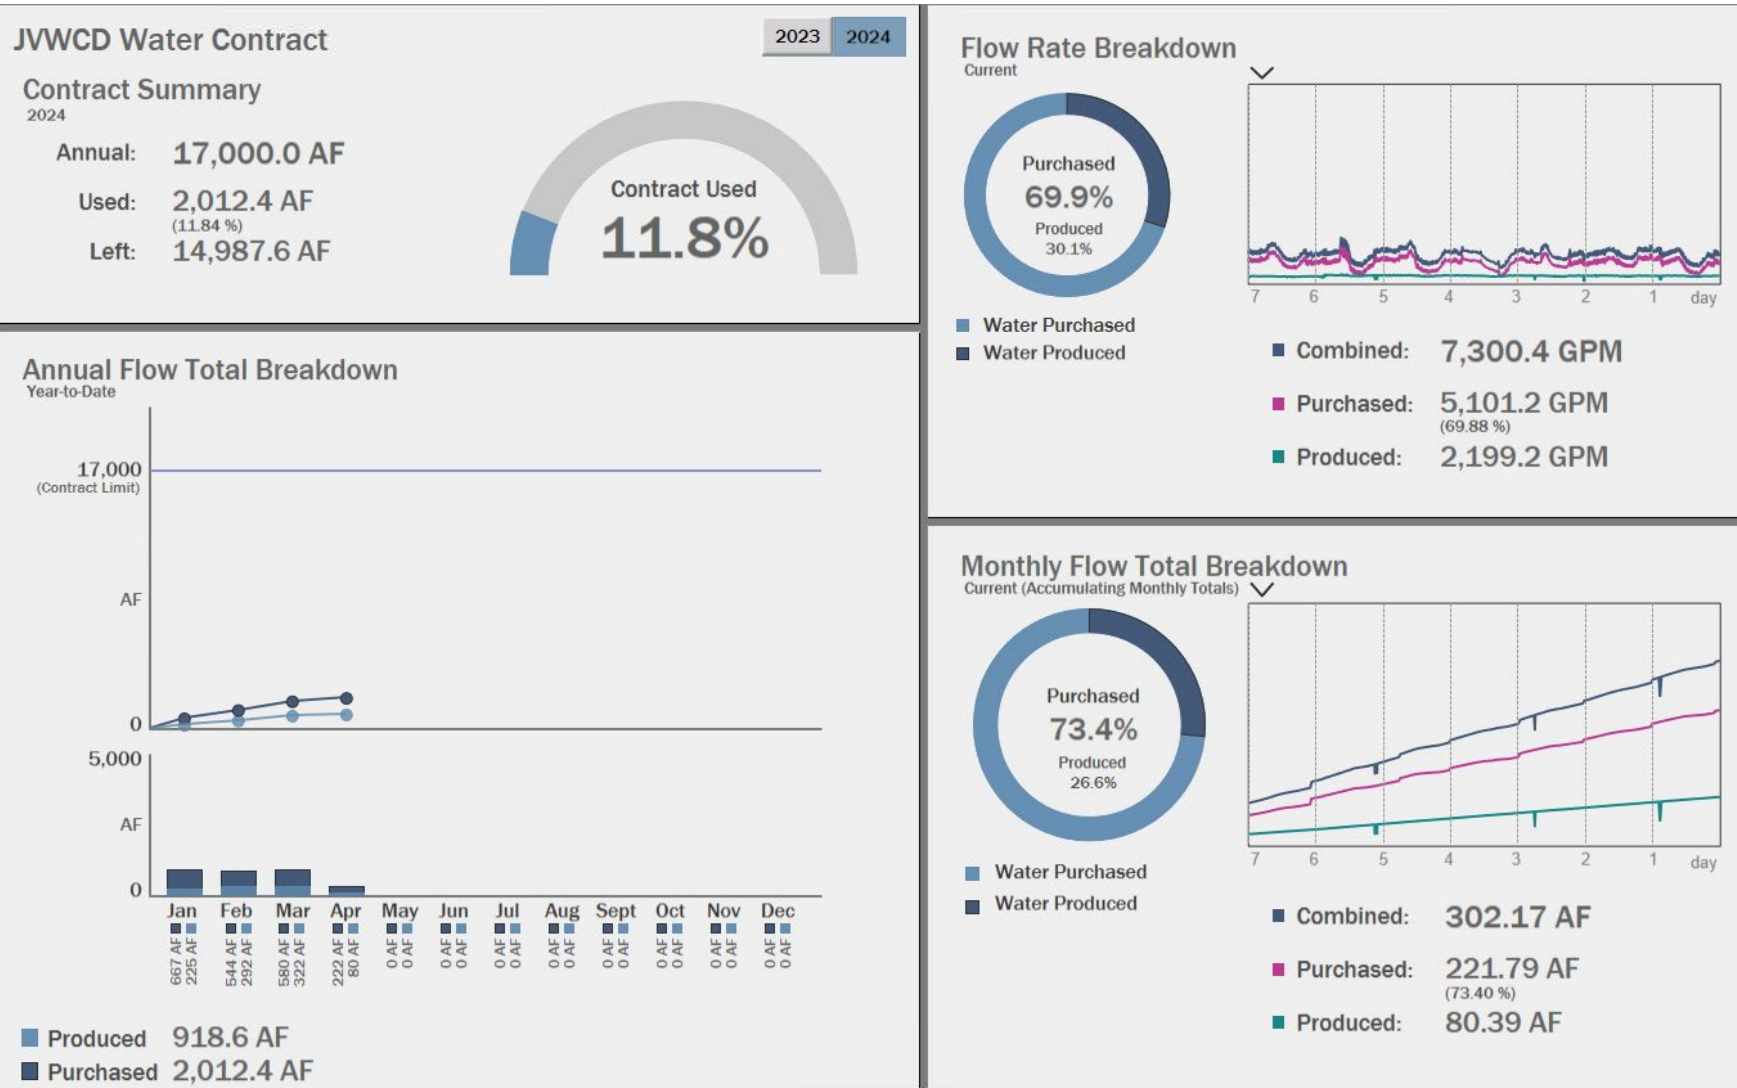 JVWCD Water Contract
2023 2024
Contract Summary
2024
Annual: 17,000.0 AF
Used: 2,012.4 AF
(11.84 %)
Left: 14,987.6 AF
Contract Used
11.8%
Annual Flow Total Breakdown
Year-to-Date
17,000
(Contract Limit)
AF
0
5,000
AF
0
Jan Feb Mar Apr May Jun Jul Aug Sept Oct Nov Dec
667 AF 225 AF 544 AF 292 AF 580 AF 322 AF 222 AF 80 AF 0 AF 0 AF 0 AF 0 AF 0 AF 0 AF 0 AF 0 AF 0 AF 0 AF 0 AF 0 AF 0 AF 0 AF 0 AF 0 AF
Produced 918.6 AF
Purchased 2,012.4 AF
Flow Rate Breakdown
Current
Purchased
69.9%
Produced
30.1%
Water Purchased
Water Produced
7 6 5 4 3 2 1 day
Combined: 7,300.4 GPM
Purchased: 5,101.2 GPM
(69.88 %)
Produced: 2,199.2 GPM
Monthly Flow Total Breakdown
Current (Accumulating Monthly Totals)
Purchased
73.4%
Produced
26.6%
Water Purchased
Water Produced
7 6 5 4 3 2 1 day
Combined: 302.17 AF
Purchased: 221.79 AF
(73.40 %)
Produced: 80.39 AF